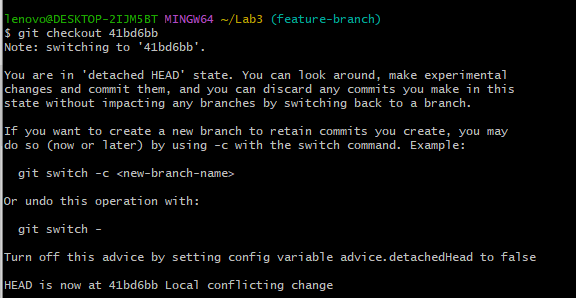 lenovo@DESKTOP-2IJM5BT MINGW64 ~/Lab3 (feature-branch)
$ git checkout 41bd6bb
Note: switching to '41bd6bb'.

You are in 'detached HEAD' state. You can look around, make experimental
changes and commit them, and you can discard any commits you make in this
state without impacting any branches by switching back to a branch.

If you want to create a new branch to retain commits you create, you may
do so (now or later) by using -c with the switch command. Example:

  git switch -c <new-branch-name>

Or undo this operation with:

  git switch -

Turn off this advice by setting config variable advice.detachedHead to false

HEAD is now at 41bd6bb Local conflicting change